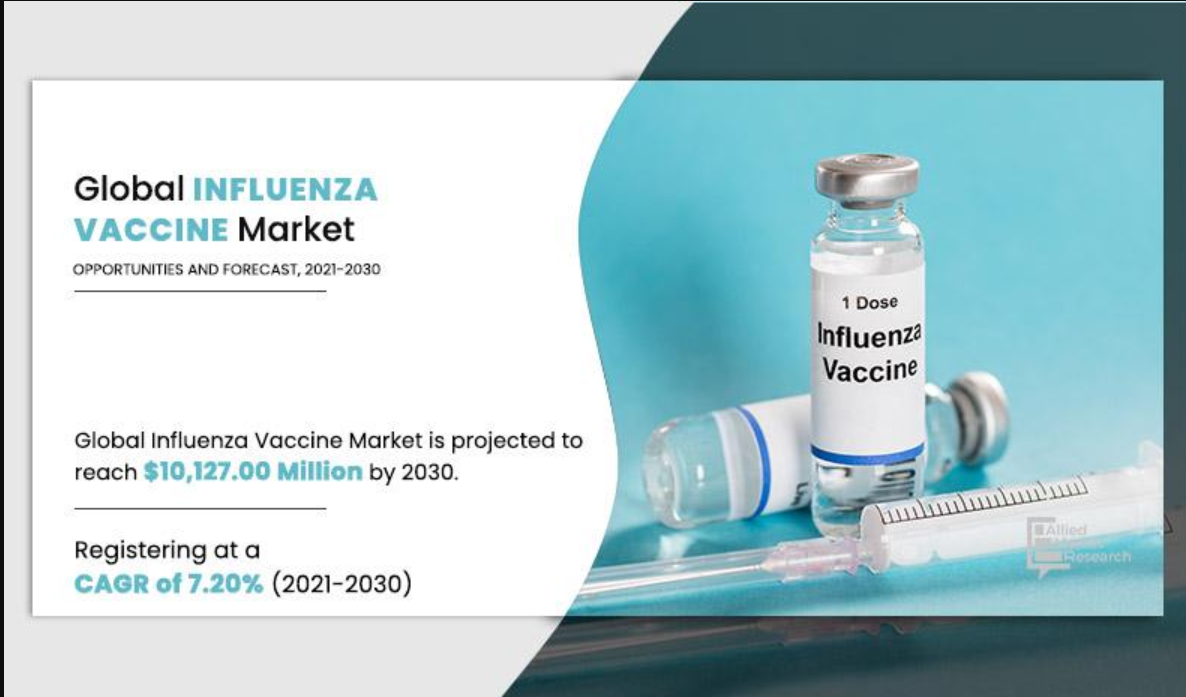 Global INFLUENZA
VACCINE Market
OPPORTUNITIES AND FORECAST, 2021-2030
Global Influenza Vaccine Market is projected to
reach $10,127.00 Million by 2030.
Registering at a
CAGR of 7.20% (2021-2030)
1 Dose
Influenza
Vaccine
Allied
Research